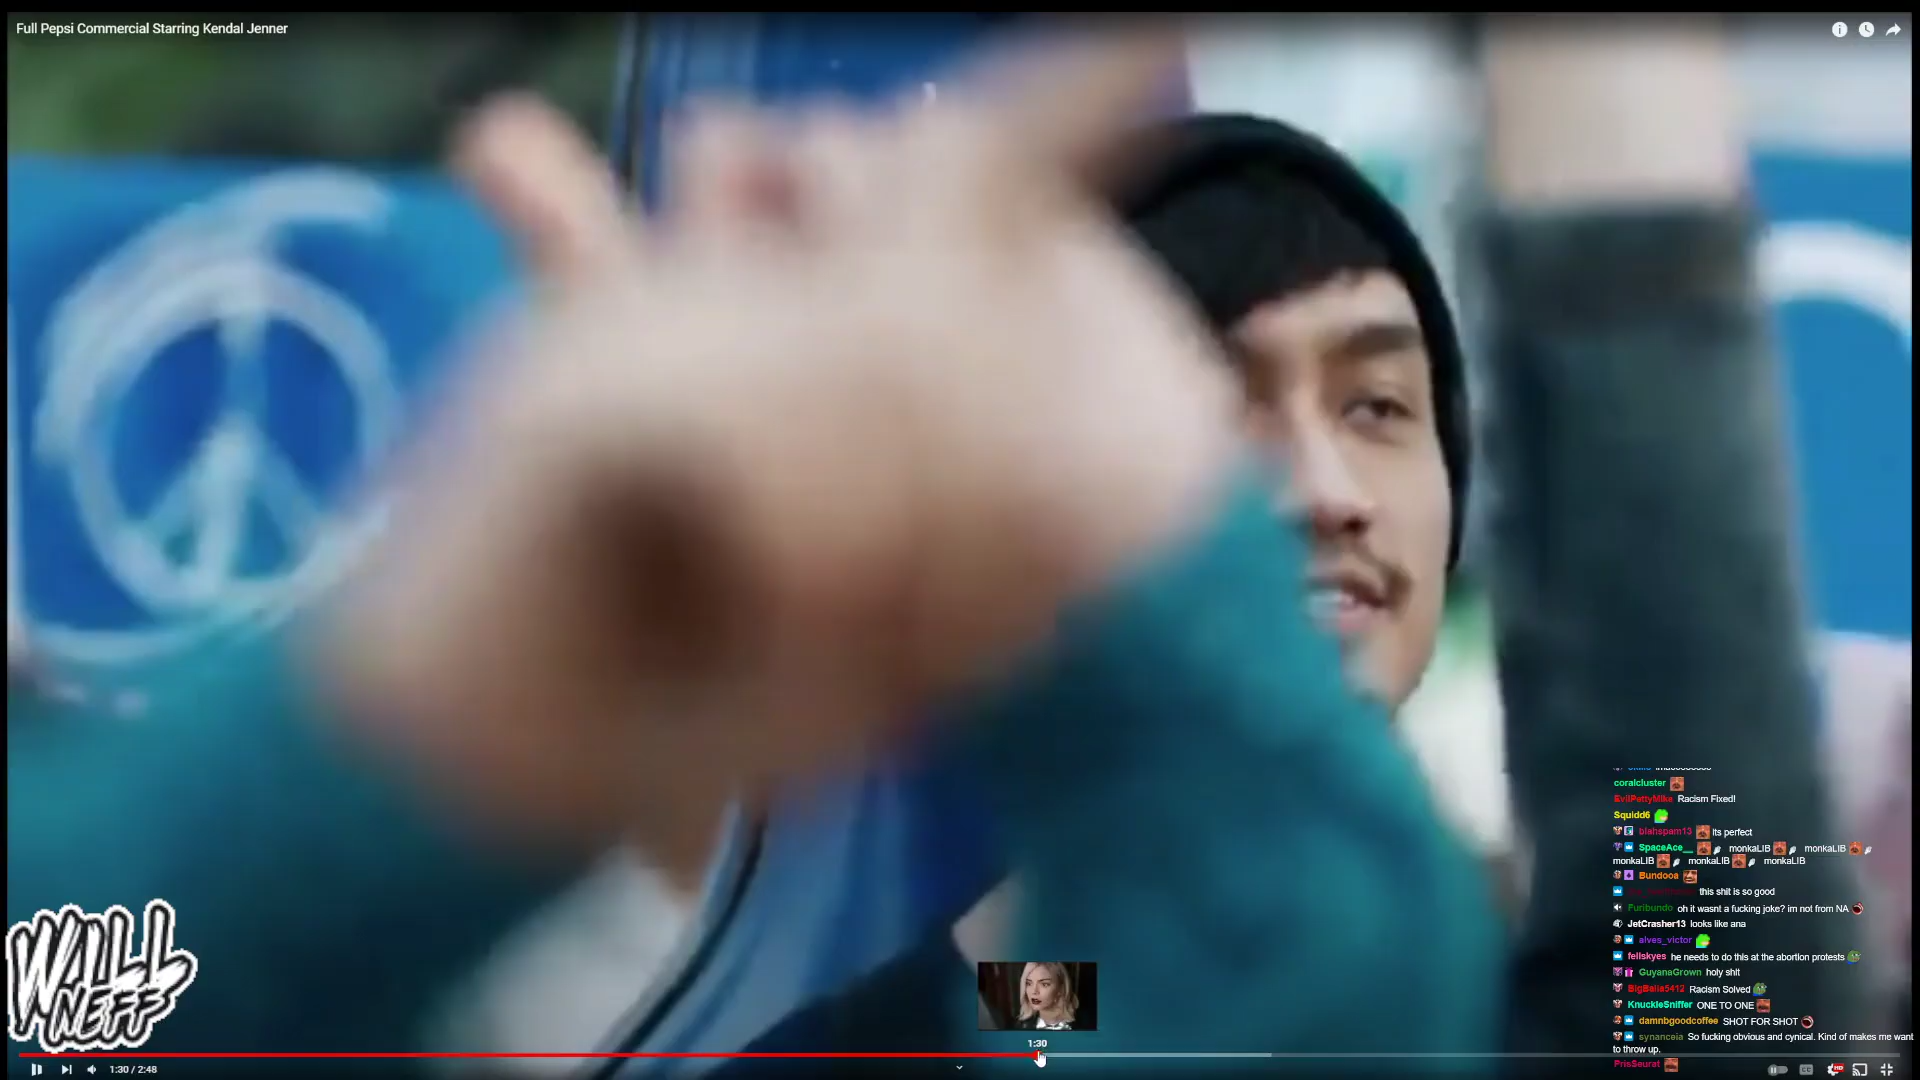 Full Pepsi Commercial Starring Kendal Jenner
coralcluster
EvilPettyMike Racism Fixed!
Squidd6
blahspam13 Its perfect
SpaceAce__ monkaLIB monkaLIB
monkaLIB monkaLIB monkaLIB
Bundooa
this shit is so good
Furibundo oh it wasnt a fucking joke? im not from NA
JetCrasher13 looks like ana
alves_victor
feliskyes he needs to do this at the abortion protests
GuyanaGrown holy shit
BigBalla5412 Racism Solved
KnuckleSniffer ONE TO ONE
damnbgoodcoffee SHOT FOR SHOT
synanceia So fucking obvious and cynical. Kind of makes me want
to throw up.
PrisSeurat
WILL
NEFF
1:30
1:30 / 2:48
CC
HD